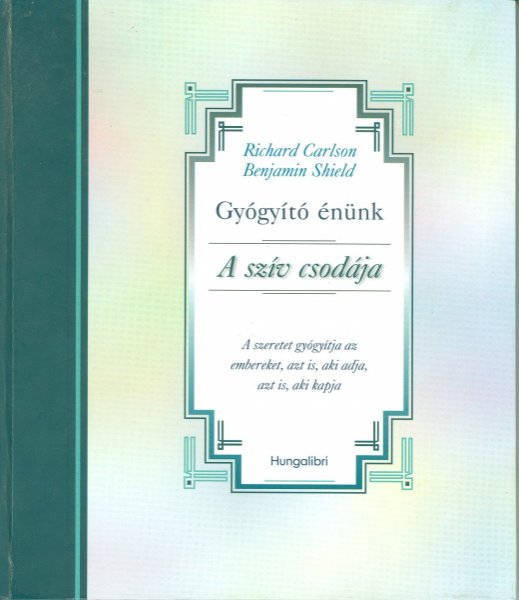 Richard Carlson
Benjamin Shield
Gyógyító énünk
A szív csodája
A szeretet gyógyítja az
embereket, azt is, aki adja,
azt is, aki kapja
Hungalibri